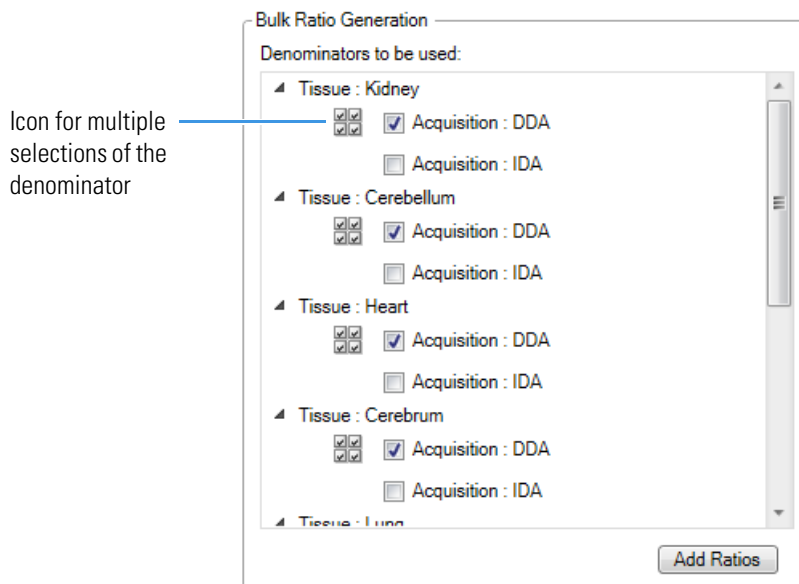 Bulk Ratio Generation
Denominators to be used:
Tissue : Kidney
Icon for multiple
selections of the
denominator
Acquisition : DDA
Acquisition : IDA
Tissue : Cerebellum
Acquisition : DDA
Acquisition : IDA
Tissue : Heart
Acquisition : DDA
Acquisition : IDA
Tissue : Cerebrum
Acquisition : DDA
Acquisition : IDA
Tissue : Lung
Add Ratios